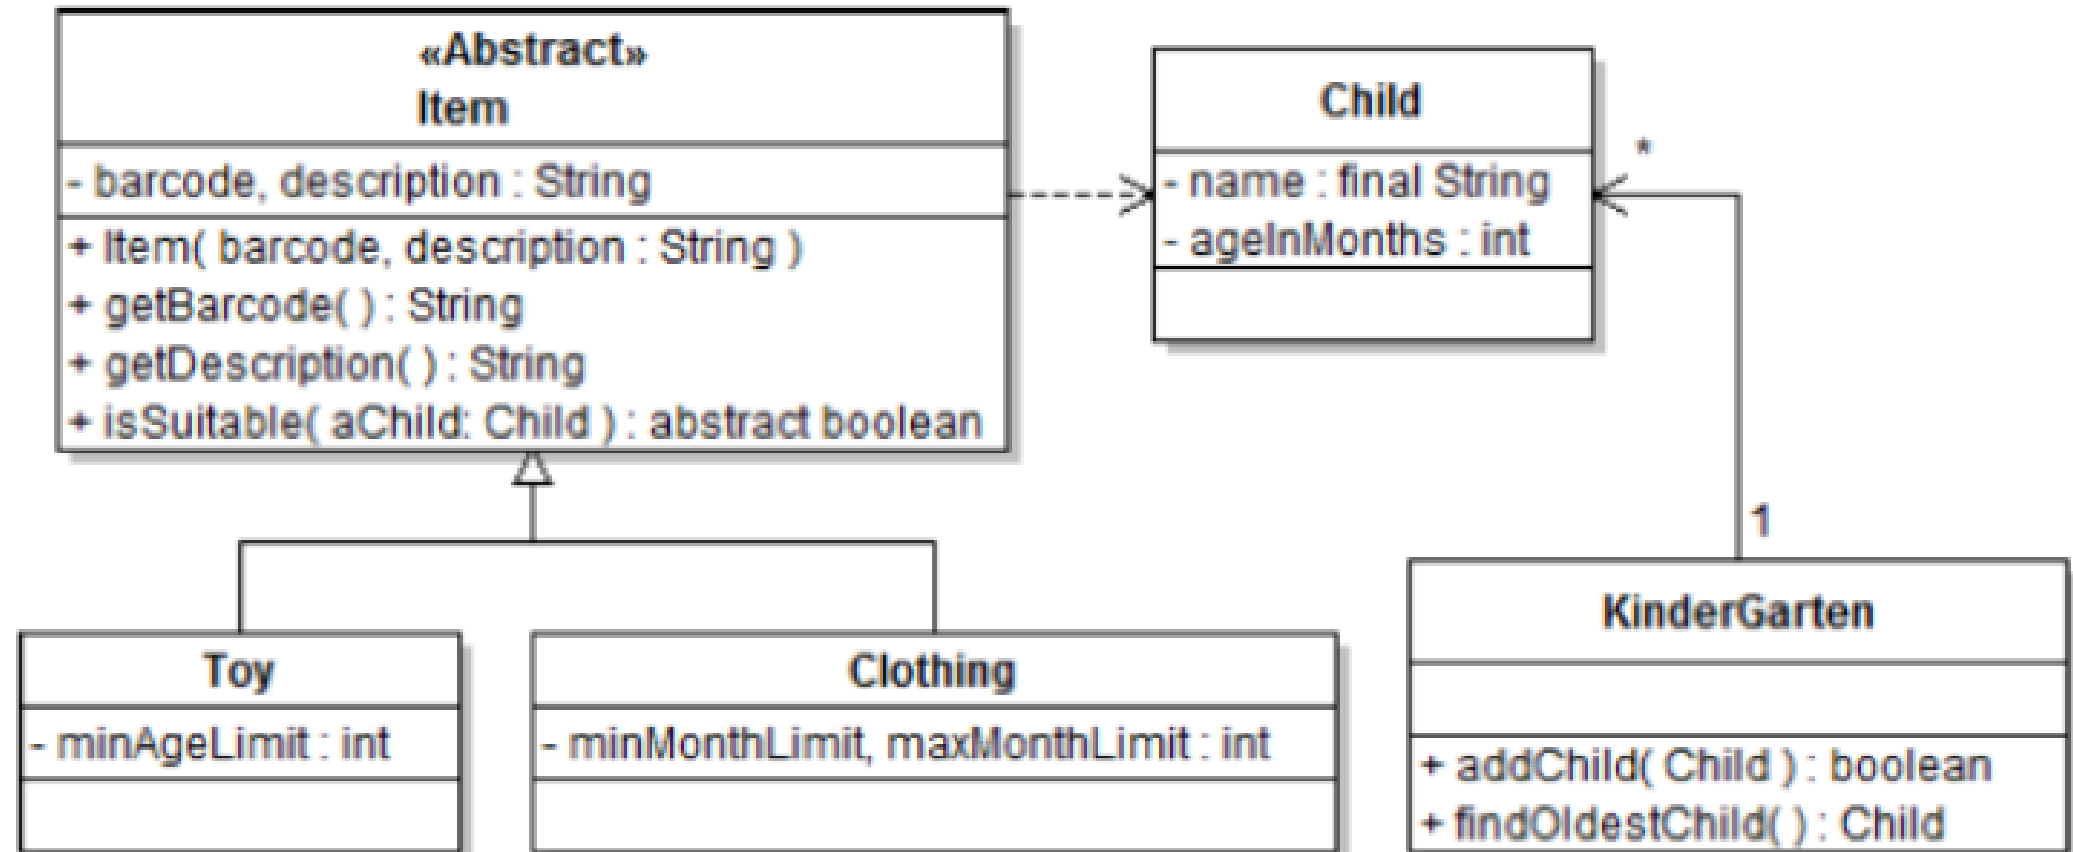 «Abstract»
Item
- barcode, description : String
+ Item( barcode, description : String )
+ getBarcode( ) : String
+ getDescription( ) : String
+ isSuitable( aChild: Child ) : abstract boolean
Child
- name : final String
- ageInMonths : int
*
1
Toy
- minAgeLimit : int
Clothing
- minMonthLimit, maxMonthLimit : int
KinderGarten
+ addChild( Child ) : boolean
+ findOldestChild( ) : Child